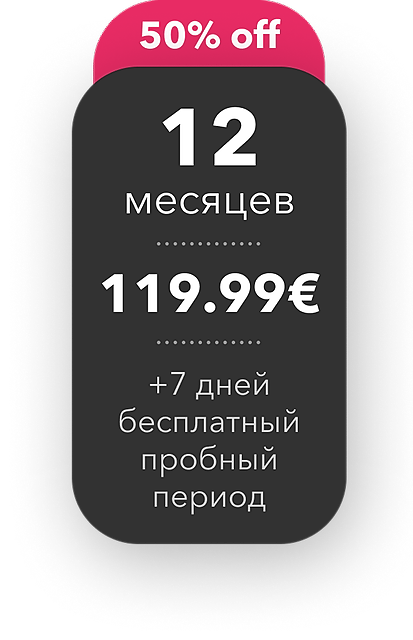 50% off
12
месяцев
119.99€
+7 дней
бесплатный
пробный
период